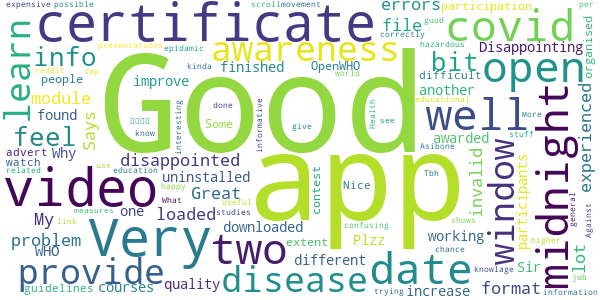 expensive possible
certificate
scroll movement
errors
participation
per
presentations
epidamic
guud
correctly
covid
organised
learn
info
reddit
tap
awareness
file
hazardous
Disappointing
people
kinda
finished
OpenWHO
bit
open
improve
world
difficult
module
Good
another
educational
found
Says
done
Some
interesting
informative
give
Health
see
More
know
well
awarded
stuff
feel
app
Asibone
experienced
advert
Why
disappointed
Tbh
midnight
watch
use
uninstalled
contest
window
invalid
participants
related
education
Great
Nice
video
happy
What
Useful
shows
general
Against
My
one
loaded
studies
confusing
link
measures
Very
two
downloaded
Plzz
working
higher
lot
problem
extent
date
chance
WHO
different
knowlage
Sir
job
provide
disease
format
guidelines
courses
quality
increase
trying
information